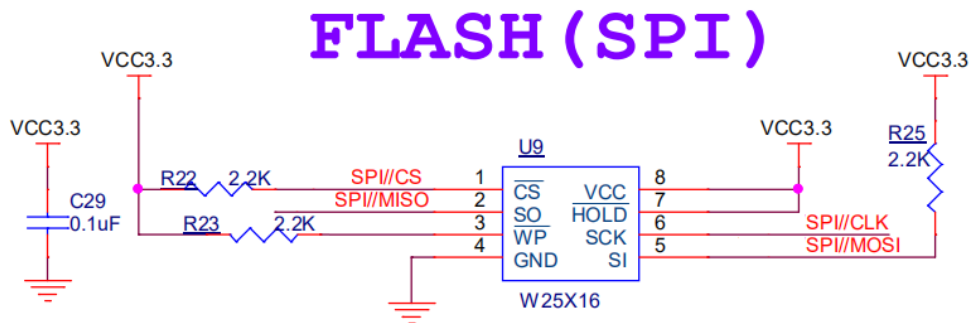 FLASH(SPI)
VCC3.3
VCC3.3
VCC3.3
VCC3.3
C29
0.1uF
R22
2.2K
R23
2.2K
SPI//CS
SPI//MISO
U9
1
2
3
4
CS
SO
WP
GND
VCC
HOLD
SCK
SI
8
7
6
5
W25X16
SPI//CLK
SPI//MOSI
R25
2.2K